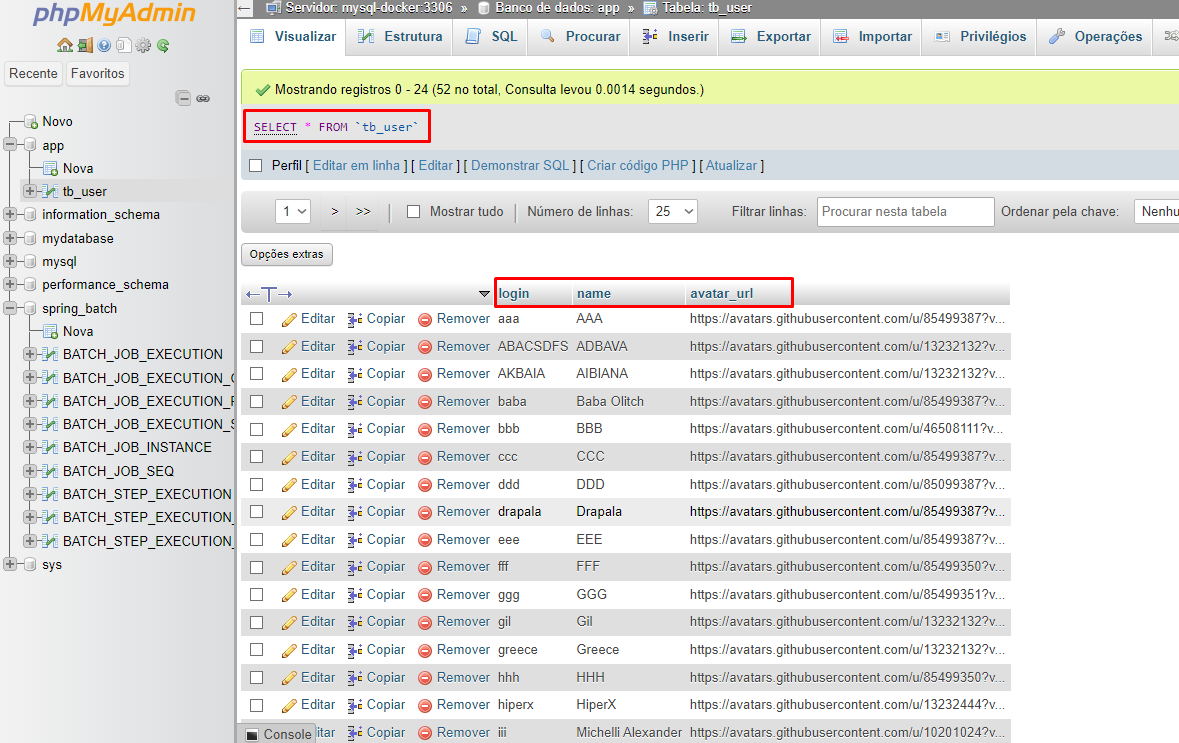 phpMyAdmin
Recente Favoritos
Novo
app
Nova
tb_user
information_schema
mydatabase
mysql
performance_schema
spring_batch
Nova
BATCH_JOB_EXECUTION
BATCH_JOB_EXECUTION_
BATCH_JOB_EXECUTION_
BATCH_JOB_EXECUTION_
BATCH_JOB_INSTANCE
BATCH_JOB_SEQ
BATCH_STEP_EXECUTION
BATCH_STEP_EXECUTION_
BATCH_STEP_EXECUTION_
sys
Servidor: mysql-docker:3306 » Banco de dados: app » Tabela: tb_user
Visualizar Estrutura SQL Procurar Inserir Exportar Importar Privilégios Operações
Mostrando registros 0 - 24 (52 no total, Consulta levou 0.0014 segundos.)
SELECT * FROM `tb_user`
Perfil [ Editar em linha ] [ Editar ] [ Demonstrar SQL ] [ Criar código PHP ] [ Atualizar ]
1 > >> Mostrar tudo Número de linhas: 25 Filtrar linhas: Procurar nesta tabela Ordenar pela chave: Nenhu
Opções extras
←T→ login name avatar_url
Editar Copiar Remover aaa AAA https://avatars.githubusercontent.com/u/85499387?v...
Editar Copiar Remover ABACSDFS ADBAVA https://avatars.githubusercontent.com/u/13232132?v...
Editar Copiar Remover AKBAIA AIBIANA https://avatars.githubusercontent.com/u/13232132?v...
Editar Copiar Remover baba Baba Olitch https://avatars.githubusercontent.com/u/85499387?v...
Editar Copiar Remover bbb BBB https://avatars.githubusercontent.com/u/46508111?v...
Editar Copiar Remover ccc CCC https://avatars.githubusercontent.com/u/85499387?v...
Editar Copiar Remover ddd DDD https://avatars.githubusercontent.com/u/85099387?v...
Editar Copiar Remover drapala Drapala https://avatars.githubusercontent.com/u/85499387?v...
Editar Copiar Remover eee EEE https://avatars.githubusercontent.com/u/85499387?v...
Editar Copiar Remover fff FFF https://avatars.githubusercontent.com/u/85499350?v...
Editar Copiar Remover ggg GGG https://avatars.githubusercontent.com/u/85499351?v...
Editar Copiar Remover gil Gil https://avatars.githubusercontent.com/u/13232132?v...
Editar Copiar Remover greece Greece https://avatars.githubusercontent.com/u/13232132?v...
Editar Copiar Remover hhh HHH https://avatars.githubusercontent.com/u/85499350?v...
Editar Copiar Remover hiperx HiperX https://avatars.githubusercontent.com/u/13232444?v...
Console itar Copiar Remover iii Michelli Alexander https://avatars.githubusercontent.com/u/10201024?v...